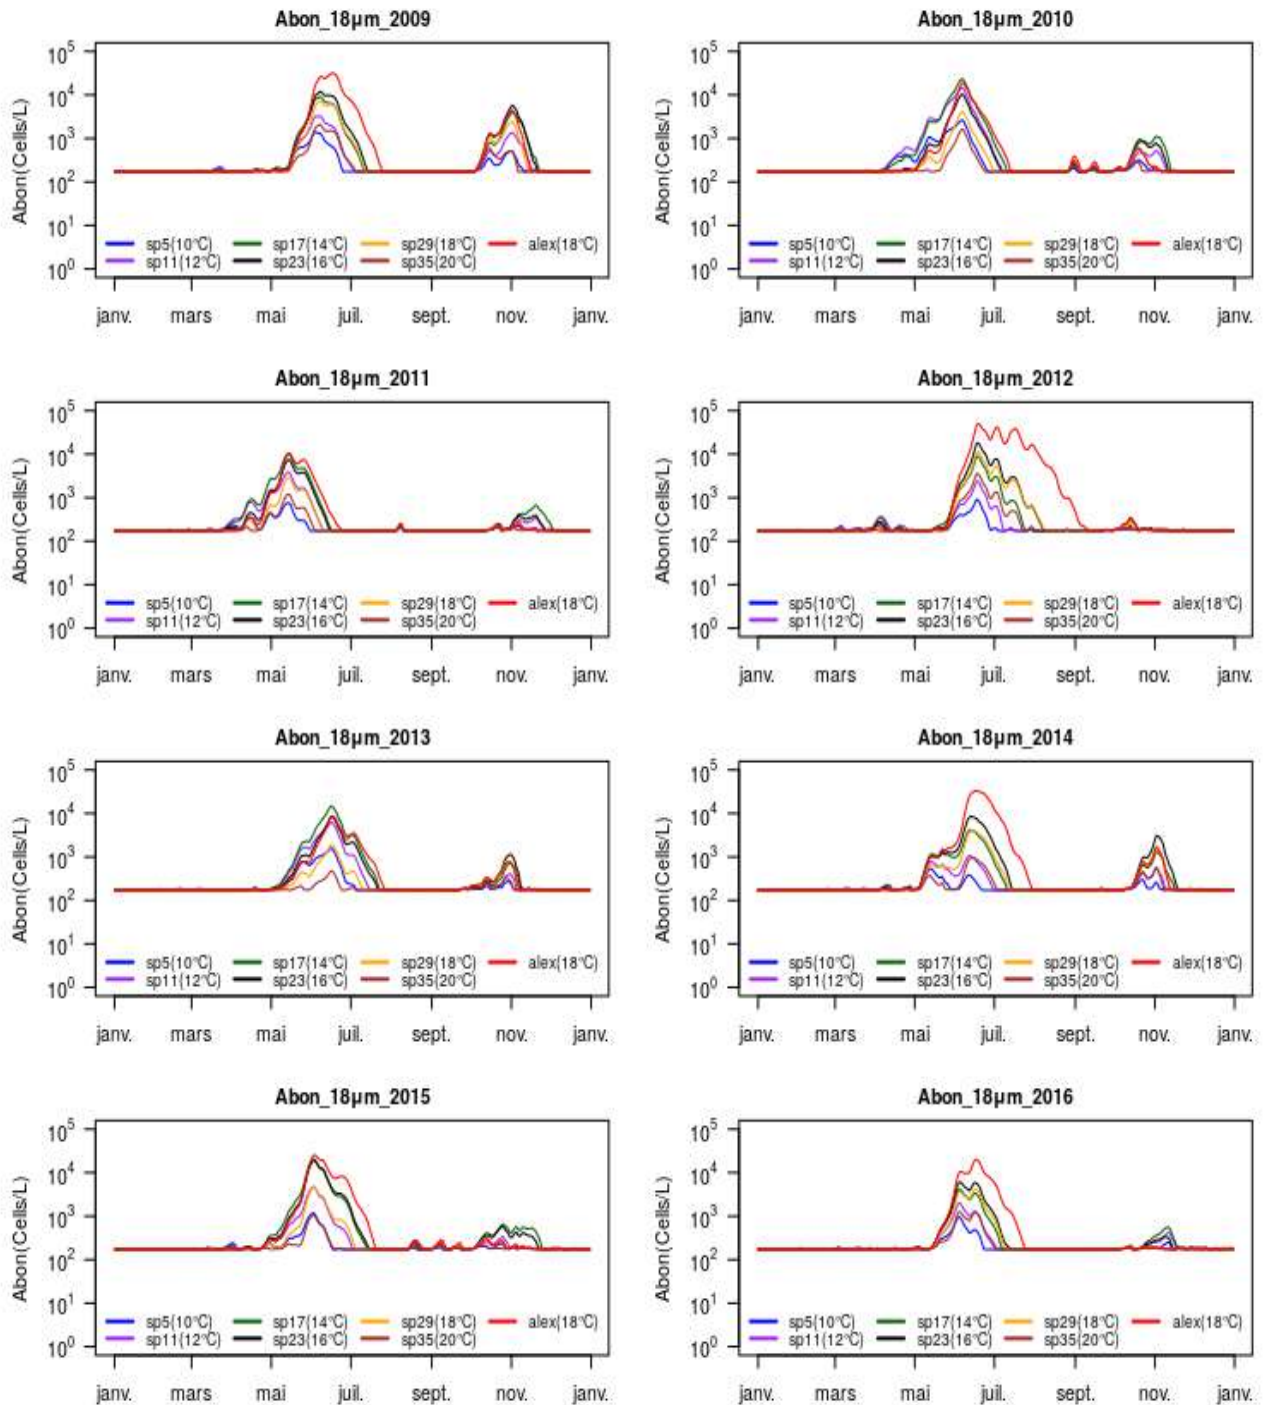 Abon_18µm_2009
Abon(Cells/L)
10^5
10^4
10^3
10^2
10^1
10^0
sp5(10°C) sp17(14°C) sp29(18°C) alex(18°C)
sp11(12°C) sp23(16°C) sp35(20°C)
janv. mars mai juil. sept. nov. janv.
Abon_18µm_2010
Abon(Cells/L)
10^5
10^4
10^3
10^2
10^1
10^0
sp5(10°C) sp17(14°C) sp29(18°C) alex(18°C)
sp11(12°C) sp23(16°C) sp35(20°C)
janv. mars mai juil. sept. nov. janv.
Abon_18µm_2011
Abon(Cells/L)
10^5
10^4
10^3
10^2
10^1
10^0
sp5(10°C) sp17(14°C) sp29(18°C) alex(18°C)
sp11(12°C) sp23(16°C) sp35(20°C)
janv. mars mai juil. sept. nov. janv.
Abon_18µm_2012
Abon(Cells/L)
10^5
10^4
10^3
10^2
10^1
10^0
sp5(10°C) sp17(14°C) sp29(18°C) alex(18°C)
sp11(12°C) sp23(16°C) sp35(20°C)
janv. mars mai juil. sept. nov. janv.
Abon_18µm_2013
Abon(Cells/L)
10^5
10^4
10^3
10^2
10^1
10^0
sp5(10°C) sp17(14°C) sp29(18°C) alex(18°C)
sp11(12°C) sp23(16°C) sp35(20°C)
janv. mars mai juil. sept. nov. janv.
Abon_18µm_2014
Abon(Cells/L)
10^5
10^4
10^3
10^2
10^1
10^0
sp5(10°C) sp17(14°C) sp29(18°C) alex(18°C)
sp11(12°C) sp23(16°C) sp35(20°C)
janv. mars mai juil. sept. nov. janv.
Abon_18µm_2015
Abon(Cells/L)
10^5
10^4
10^3
10^2
10^1
10^0
sp5(10°C) sp17(14°C) sp29(18°C) alex(18°C)
sp11(12°C) sp23(16°C) sp35(20°C)
janv. mars mai juil. sept. nov. janv.
Abon_18µm_2016
Abon(Cells/L)
10^5
10^4
10^3
10^2
10^1
10^0
sp5(10°C) sp17(14°C) sp29(18°C) alex(18°C)
sp11(12°C) sp23(16°C) sp35(20°C)
janv. mars mai juil. sept. nov. janv.